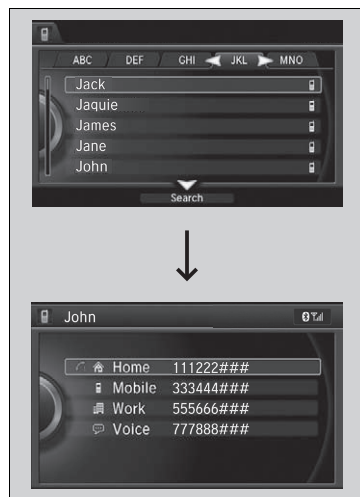 ABC DEF GHI JKL MNO
Jack
Jaquie
James
Jane
John
Search
John
Home 111222###
Mobile 333444###
Work 555666###
Voice 777888###